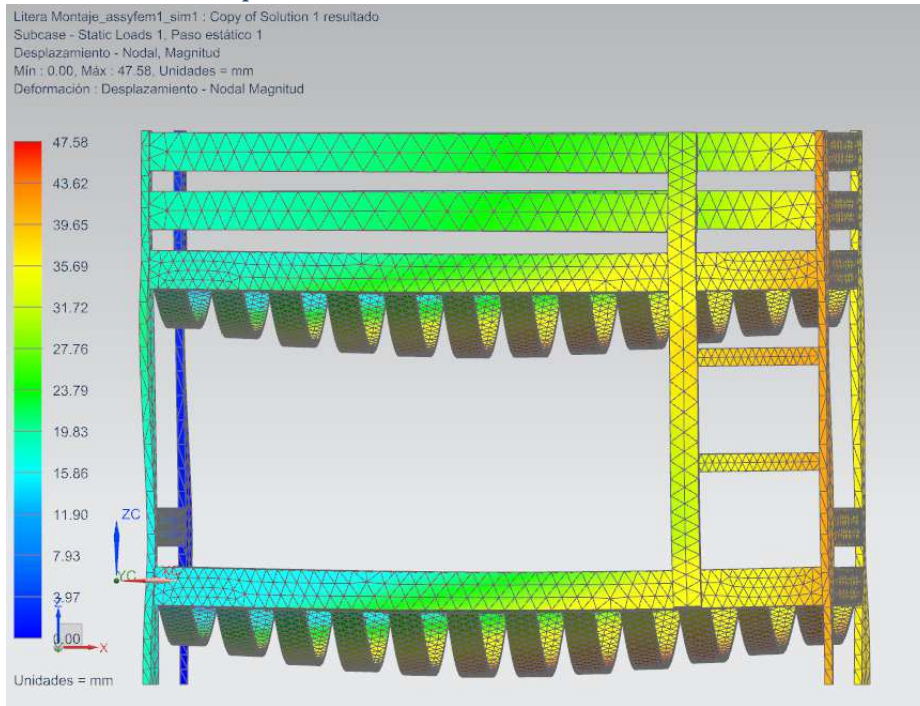 Litera Montaje_assyfem1_sim1 : Copy of Solution 1 resultado
Subcase - Static Loads 1, Paso estático 1
Desplazamiento - Nodal, Magnitud
Mín : 0.00, Máx : 47.58, Unidades = mm
Deformación : Desplazamiento - Nodal Magnitud
47.58
43.62
39.65
35.69
31.72
27.76
23.79
19.83
15.86
11.90
ZC
7.93
YC
3.97
Z
0.00
X
Unidades = mm